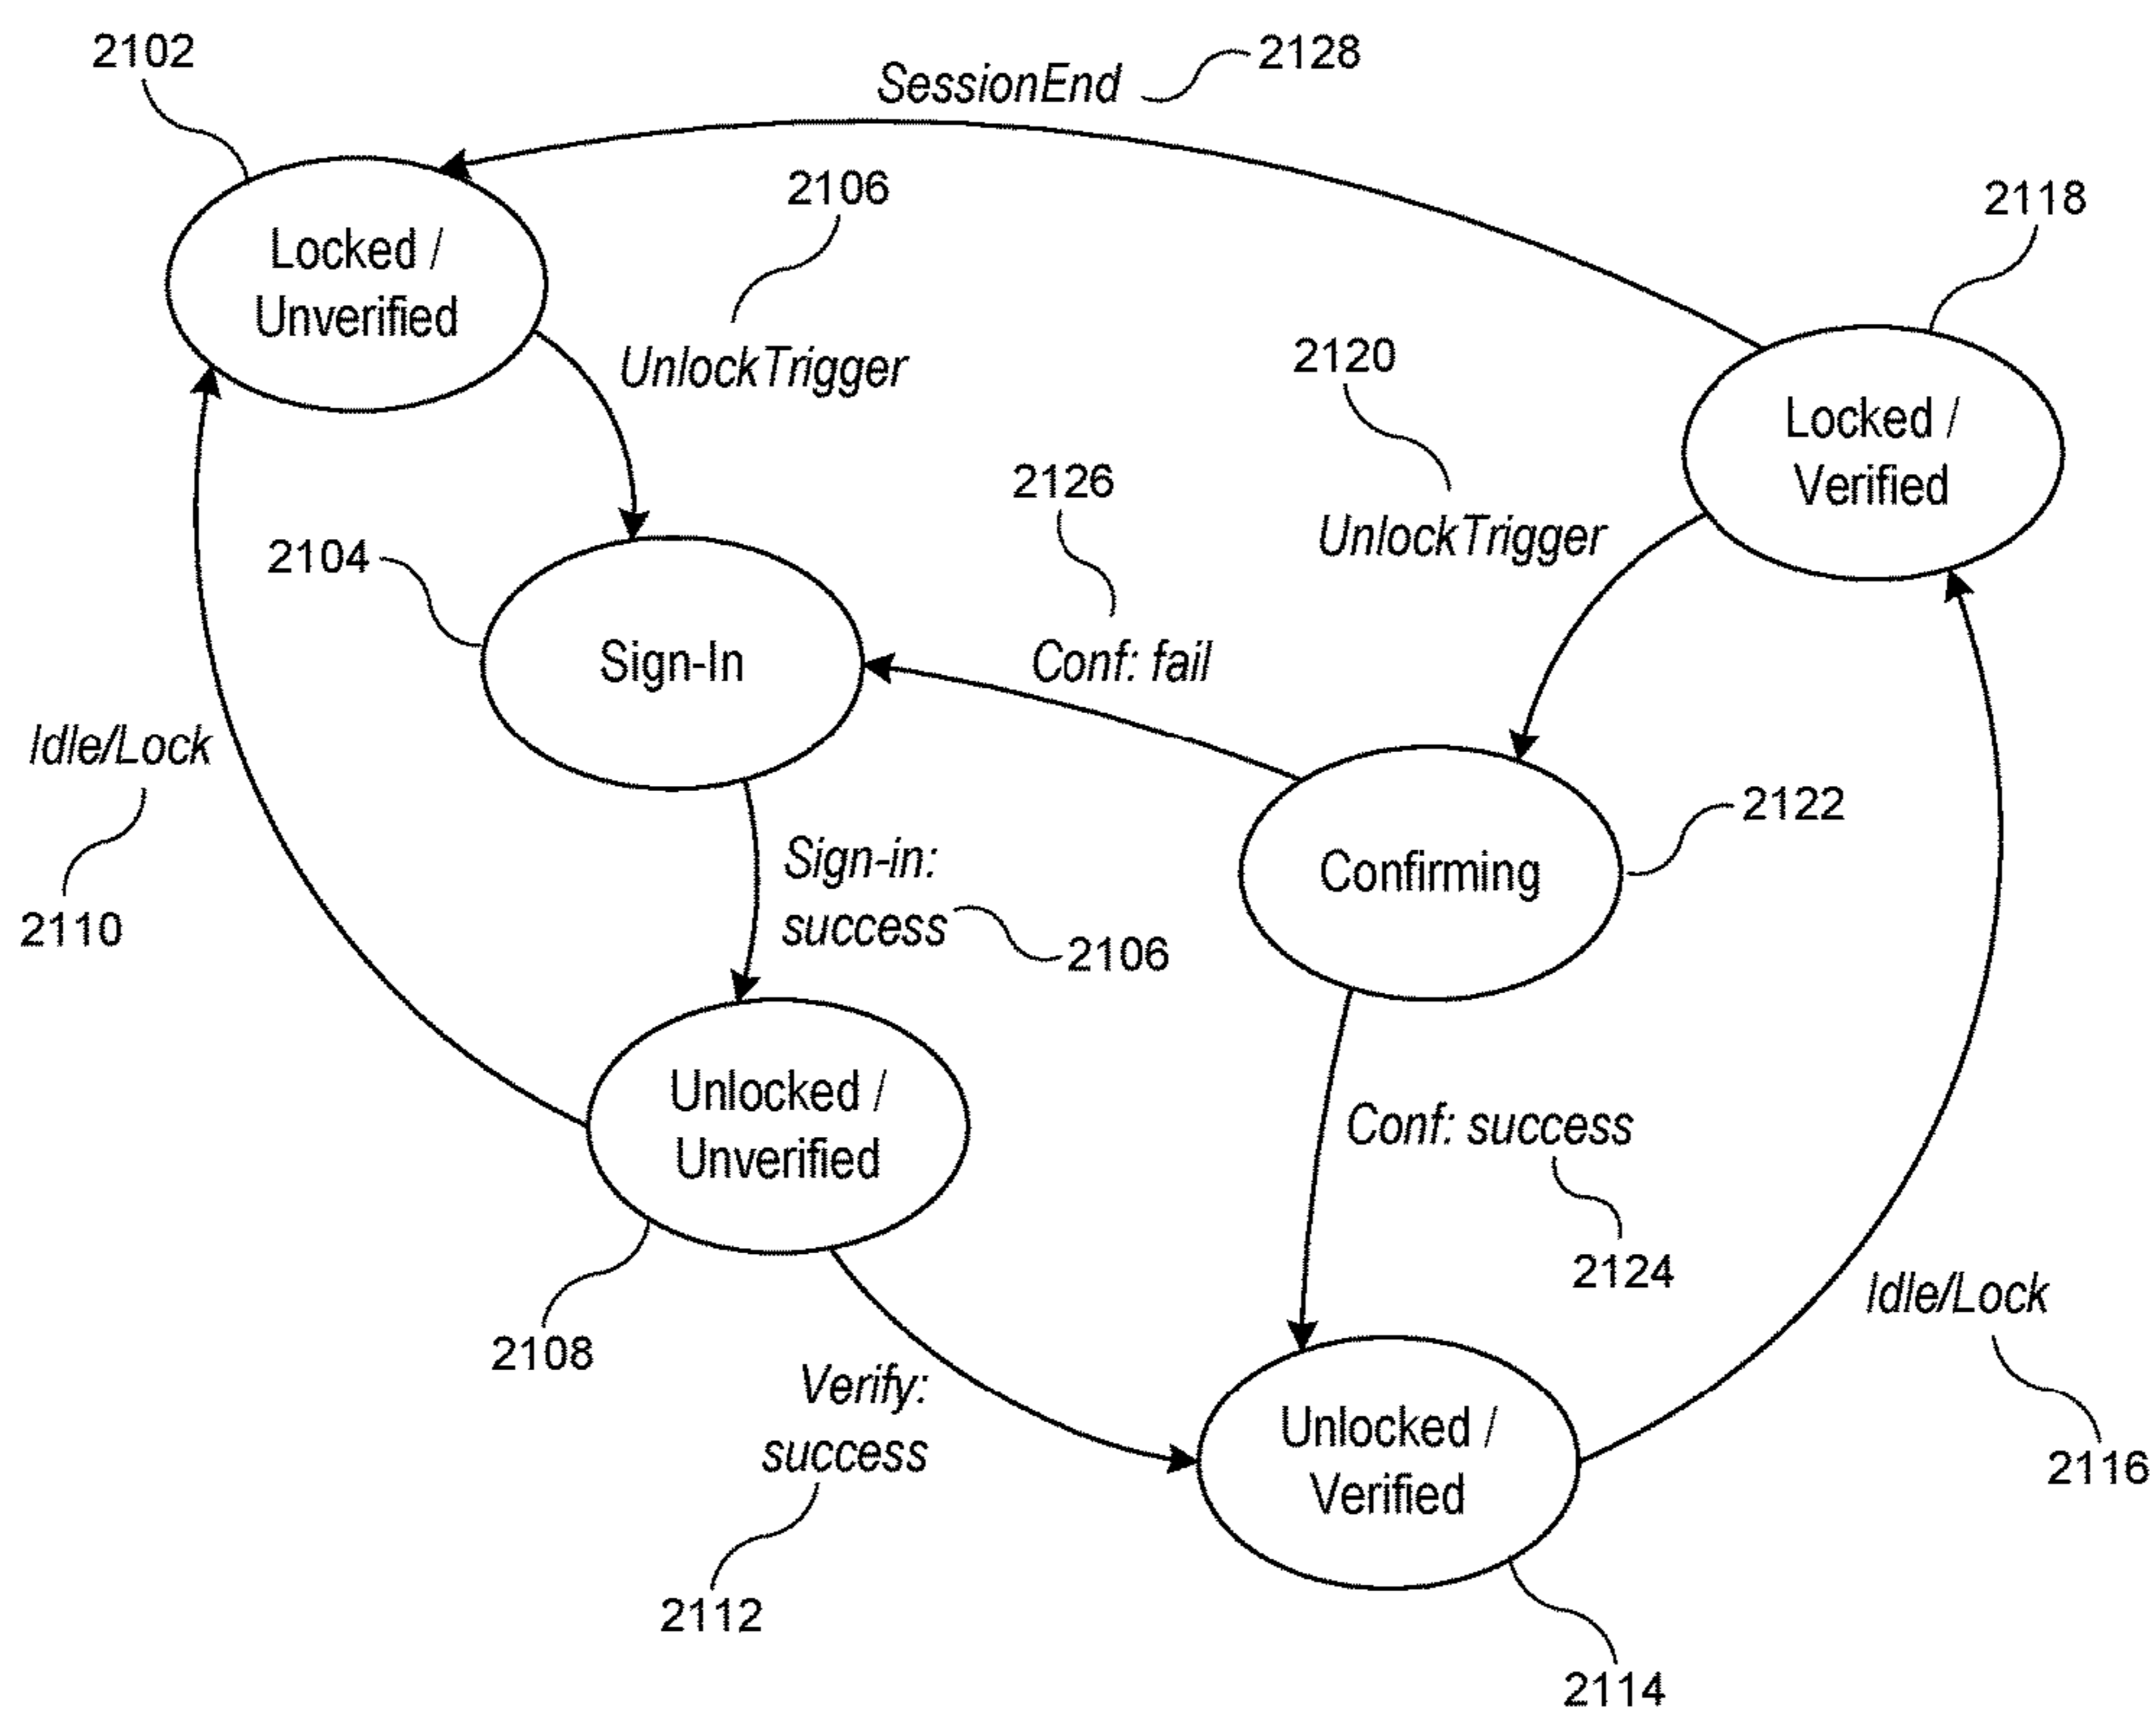 2102
SessionEnd
2128
2106
2118
Locked /
Unverified
UnlockTrigger
2120
Locked /
Verified
2126
UnlockTrigger
2104
Sign-In
Conf: fail
Idle/Lock
2110
2122
Confirming
Sign-in:
success
2106
Unlocked /
Unverified
Conf: success
2124
2108
Idle/Lock
2116
Verify:
success
2112
Unlocked /
Verified
2114